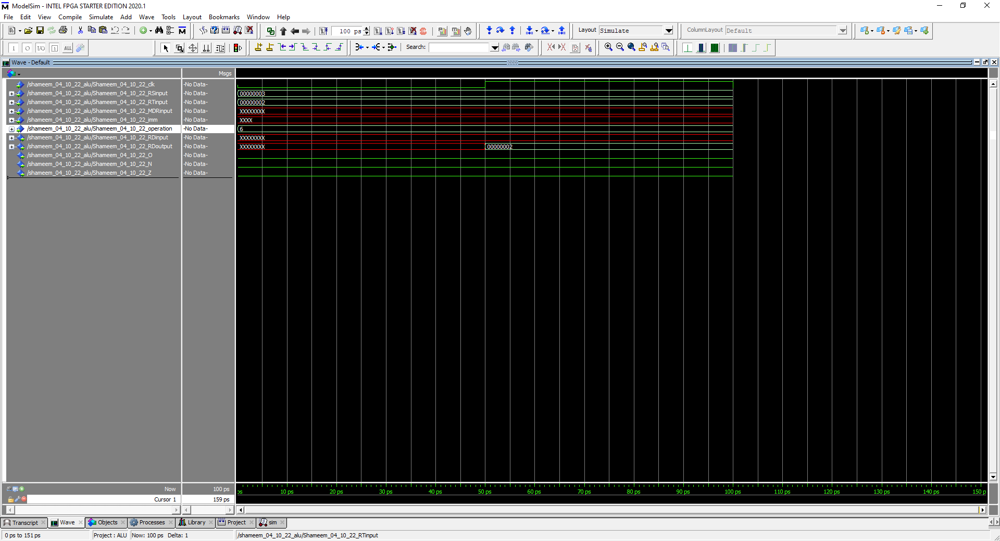 ModelSim - INTEL FPGA STARTER EDITION 2020.1
File Edit View Compile Simulate Add Wave Tools Layout Bookmarks Window Help
100 ps Layout Simulate ColumnLayout Default
ALL Search:
Wave - Default
Msgs
/shameem_04_10_22_alu/Shameem_04_10_22_clk -No Data-
/shameem_04_10_22_alu/Shameem_04_10_22_RSinput -No Data- 00000003
/shameem_04_10_22_alu/Shameem_04_10_22_RTinput -No Data- 00000002
/shameem_04_10_22_alu/Shameem_04_10_22_MDRinput -No Data- XXXXXXXX
/shameem_04_10_22_alu/Shameem_04_10_22_imm -No Data- XXXX
/shameem_04_10_22_alu/Shameem_04_10_22_operation -No Data- 6
/shameem_04_10_22_alu/Shameem_04_10_22_RDinput -No Data- XXXXXXXX
/shameem_04_10_22_alu/Shameem_04_10_22_RDoutput -No Data- XXXXXXXX 00000002
/shameem_04_10_22_alu/Shameem_04_10_22_O -No Data-
/shameem_04_10_22_alu/Shameem_04_10_22_N -No Data-
/shameem_04_10_22_alu/Shameem_04_10_22_Z -No Data-
Now 100 ps ps 10 ps 20 ps 30 ps 40 ps 50 ps 60 ps 70 ps 80 ps 90 ps 100 ps 110 ps 120 ps 130 ps 140 ps 150 p
Cursor 1 159 ps
Transcript Wave Objects Processes Library Project sim
0 ps to 151 ps Project : ALU Now: 100 ps Delta: 1 /shameem_04_10_22_alu/Shameem_04_10_22_RTinput